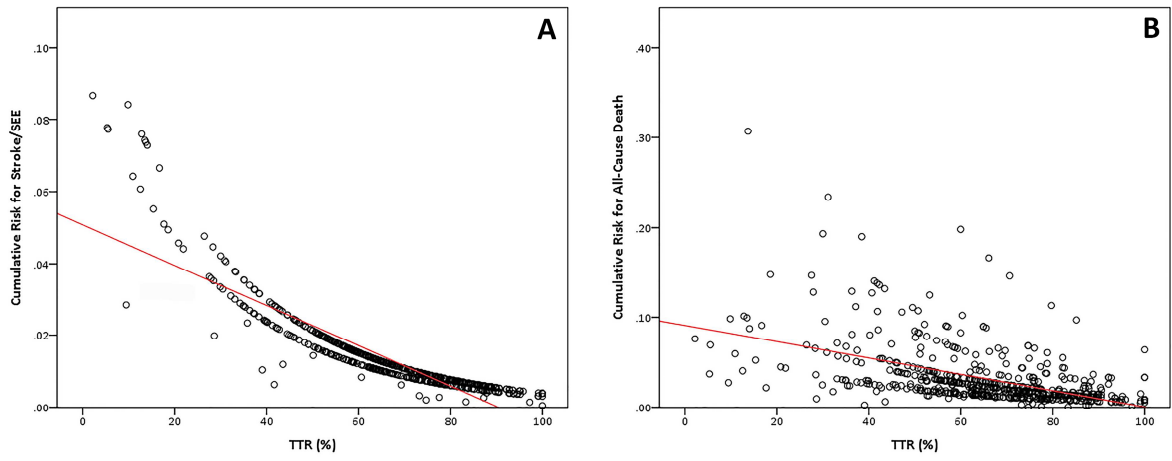 A
Cumulative Risk for Stroke/SEE
.10
.08
.06
.04
.02
.00
0 20 40 60 80 100
TTR (%)
B
Cumulative Risk for All-Cause Death
.40
.30
.20
.10
.00
0 20 40 60 80 100
TTR (%)